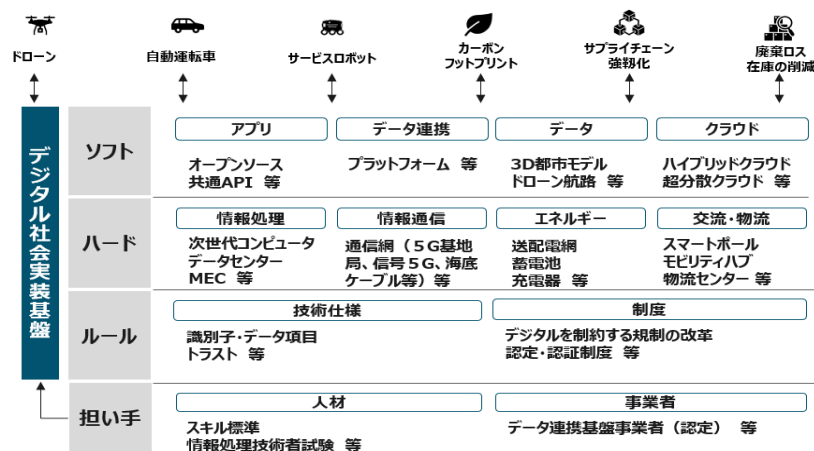 ドローン
自動運転車
サービスロボット
カーボン
フットプリント
サプライチェーン
強靱化
廃棄ロス
在庫の削減
デジタル社会実装基盤
ソフト
アプリ
オープンソース
共通API 等
データ連携
プラットフォーム 等
データ
3D都市モデル
ドローン航路 等
クラウド
ハイブリッドクラウド
超分散クラウド 等
ハード
情報処理
次世代コンピュータ
データセンター
MEC 等
情報通信
通信網（５G基地
局、信号５G、海底
ケーブル等）等
エネルギー
送配電網
蓄電池
充電器 等
交流・物流
スマートポール
モビリティハブ
物流センター 等
ルール
技術仕様
識別子・データ項目
トラスト 等
制度
デジタルを制約する規制の改革
認定・認証制度 等
担い手
人材
スキル標準
情報処理技術者試験 等
事業者
データ連携基盤事業者（認定） 等